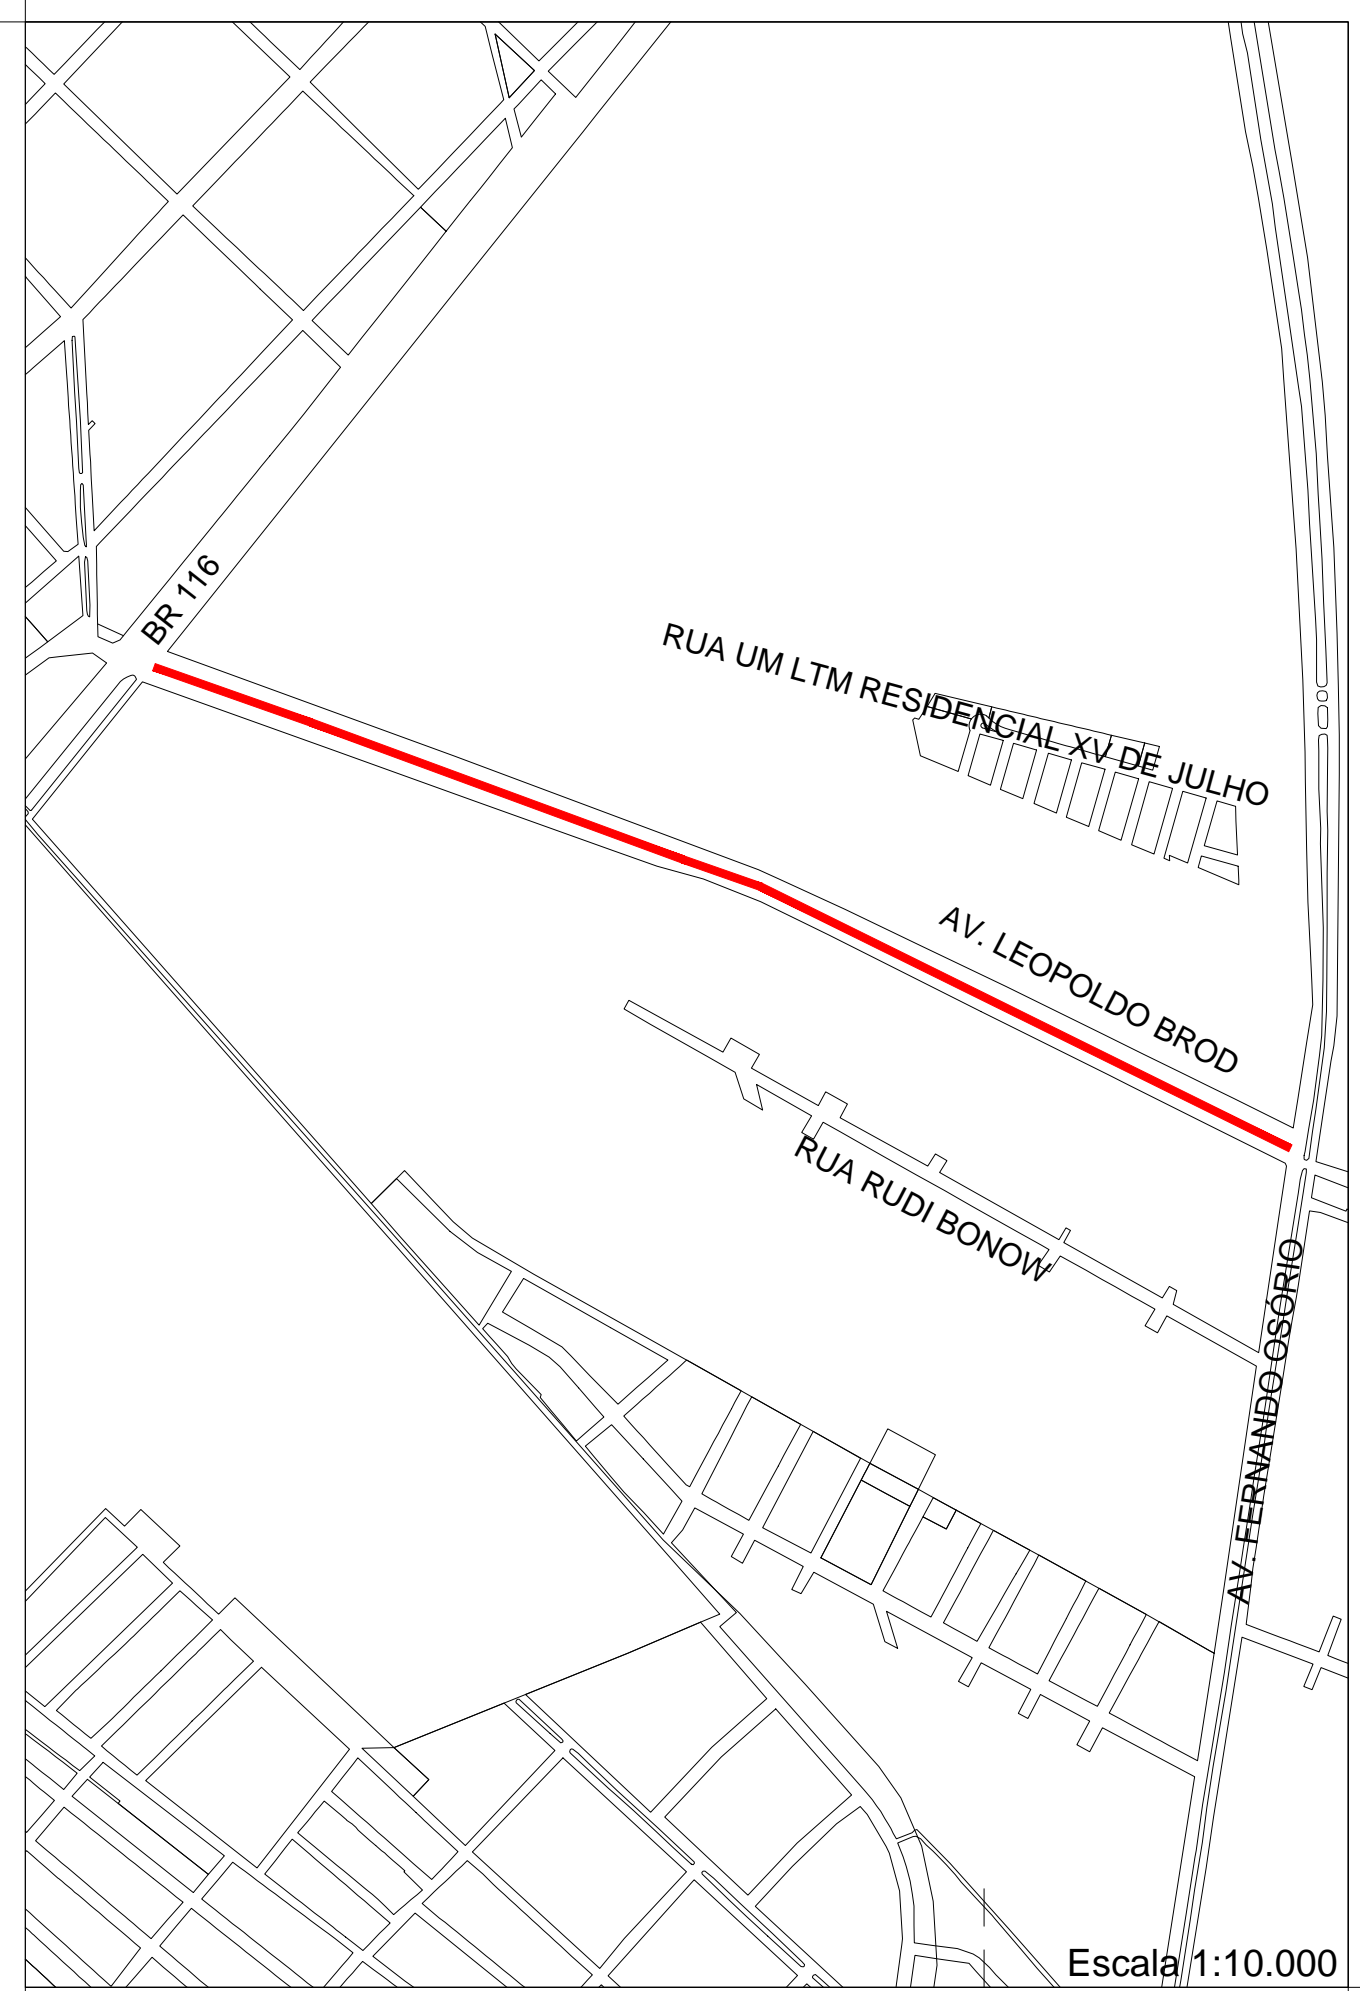 BR 116
RUA UM LTM RESIDENCIAL XV DE JULHO
AV. LEOPOLDO BROD
RUA RUDI BONOW
AV. FERNANDO OSÓRIO
Escala 1:10.000